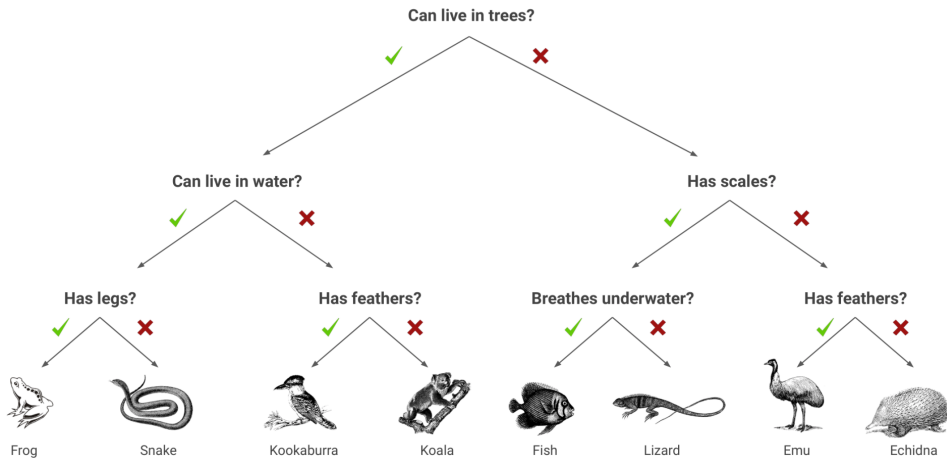 Can live in trees?
Can live in water?
Has scales?
Has legs?
Has feathers?
Breathes underwater?
Has feathers?
Frog
Snake
Kookaburra
Koala
Fish
Lizard
Emu
Echidna